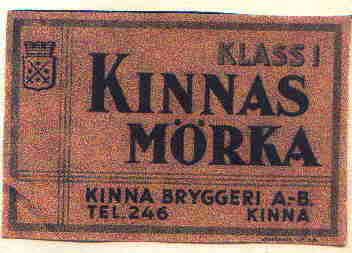 KLASS I
KINNAS
MÖRKA
KINNA BRYGGERI A-B.
TEL. 246 KINNA